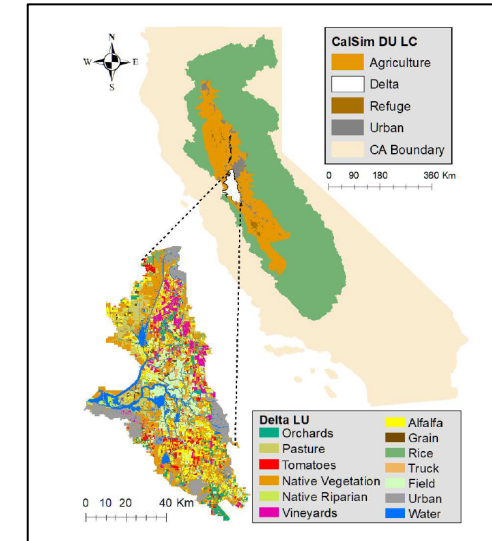 N
W E
S
CalSim DU LC
Agriculture
Delta
Refuge
Urban
CA Boundary
0 90 180 360 Km
Delta LU
Orchards
Pasture
Tomatoes
Native Vegetation
Native Riparian
Vineyards
Alfalfa
Grain
Rice
Truck
Field
Urban
Water
0 20 40 Km